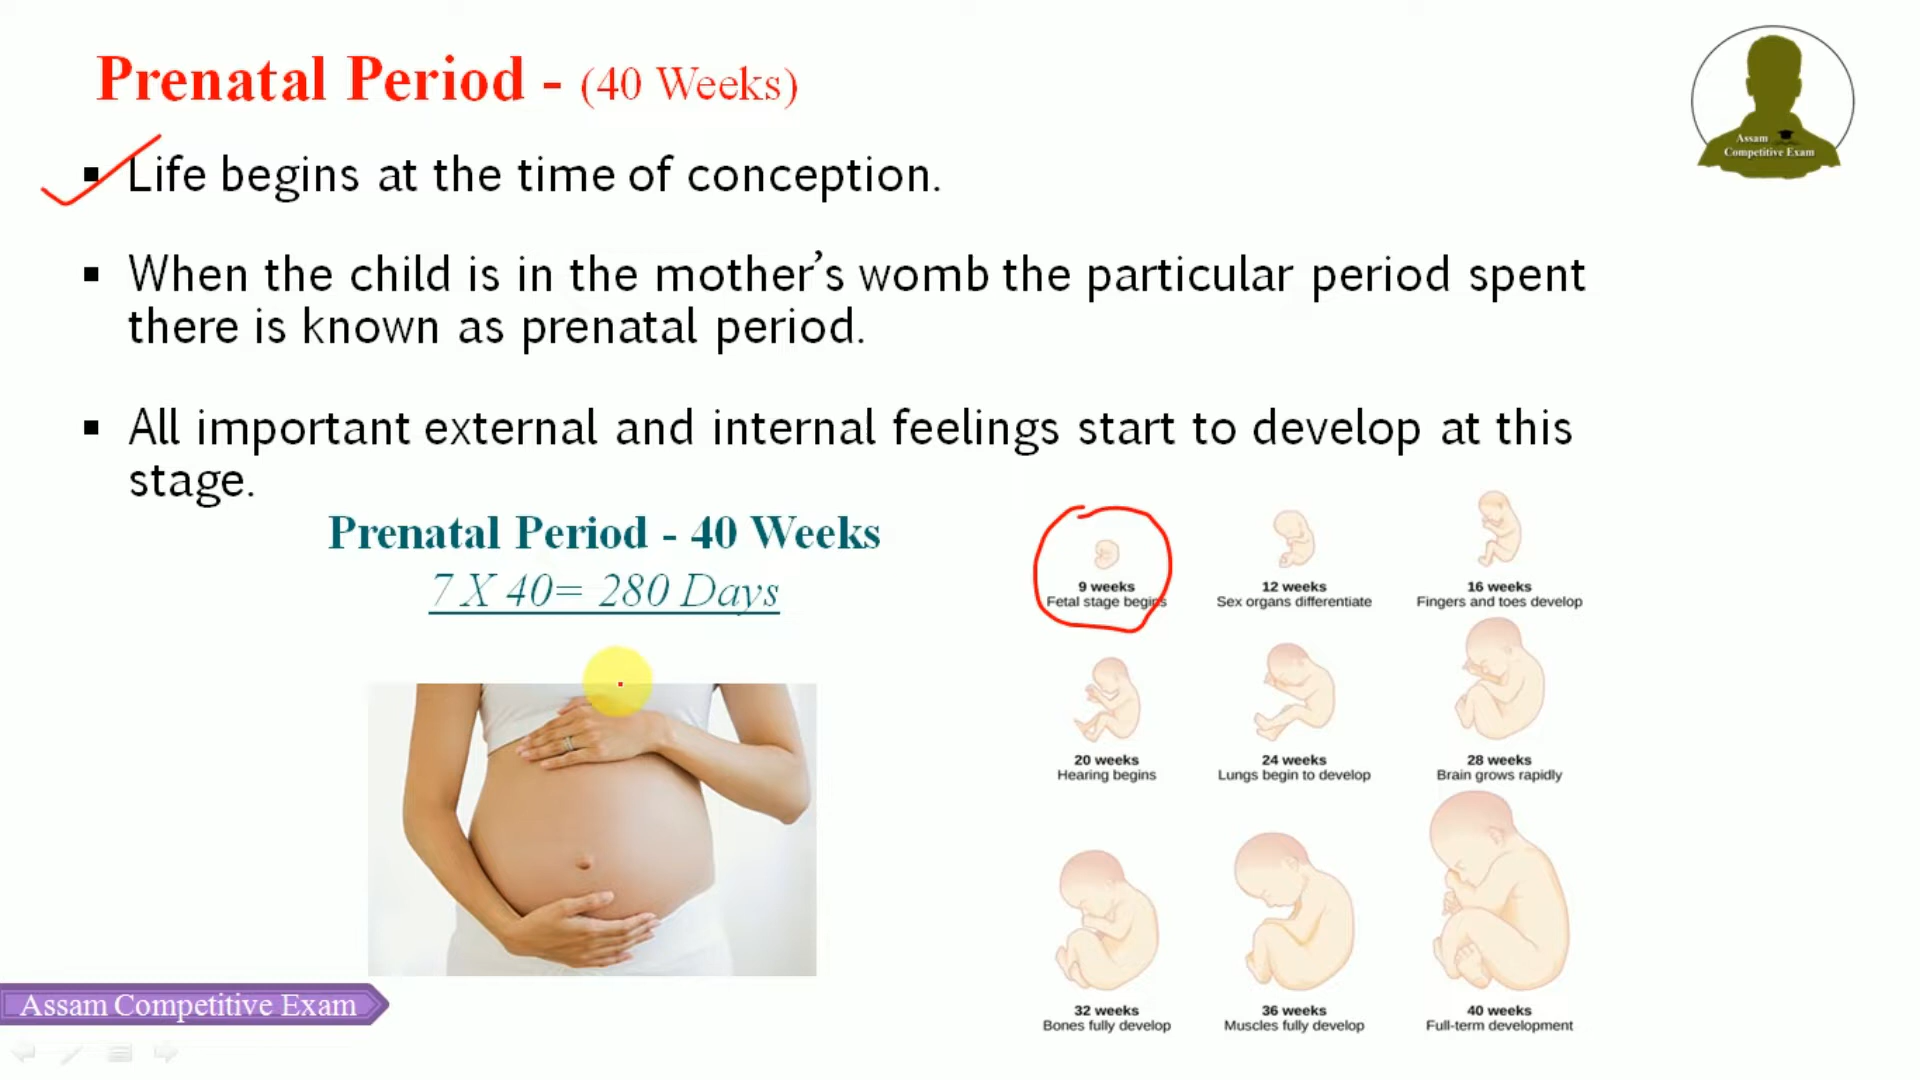 Prenatal Period - (40 Weeks)
Assam
Competitive Exam
▪ Life begins at the time of conception.
▪ When the child is in the mother’s womb the particular period spent
there is known as prenatal period.
▪ All important external and internal feelings start to develop at this
stage.
Prenatal Period - 40 Weeks
7 X 40= 280 Days
9 weeks
Fetal stage begins
12 weeks
Sex organs differentiate
16 weeks
Fingers and toes develop
20 weeks
Hearing begins
24 weeks
Lungs begin to develop
28 weeks
Brain grows rapidly
32 weeks
Bones fully develop
36 weeks
Muscles fully develop
40 weeks
Full-term development
Assam Competitive Exam